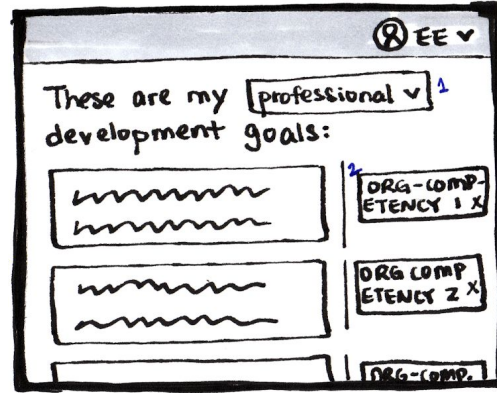 EE
These are my professional 1
development goals:
2
ORG-COMP-
ETENCY 1 X
ORG COMP
ETENCY 2 X
ORG-COMP.